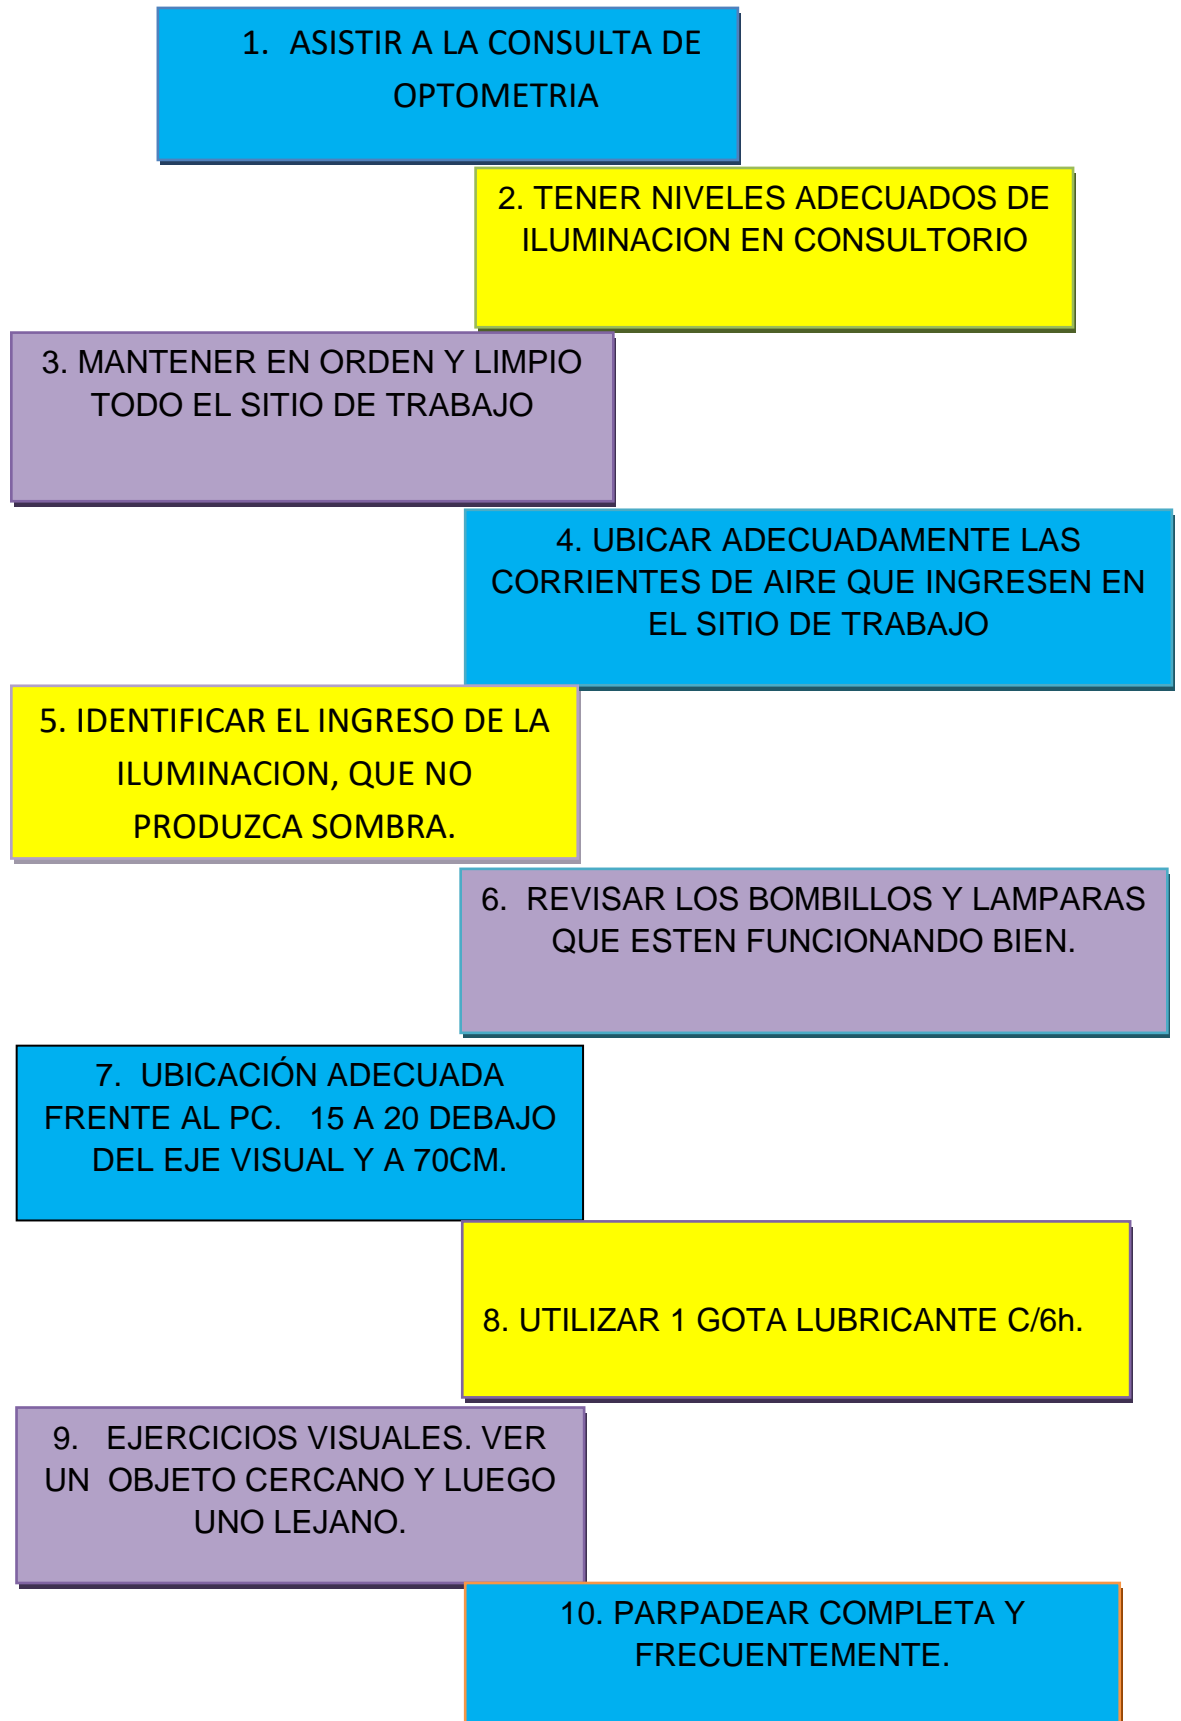 1. ASISTIR A LA CONSULTA DE
OPTOMETRIA
2. TENER NIVELES ADECUADOS DE
ILUMINACION EN CONSULTORIO
3. MANTENER EN ORDEN Y LIMPIO
TODO EL SITIO DE TRABAJO
4. UBICAR ADECUADAMENTE LAS
CORRIENTES DE AIRE QUE INGRESEN EN
EL SITIO DE TRABAJO
5. IDENTIFICAR EL INGRESO DE LA
ILUMINACION, QUE NO
PRODUZCA SOMBRA.
6. REVISAR LOS BOMBILLOS Y LAMPARAS
QUE ESTEN FUNCIONANDO BIEN.
7. UBICACIÓN ADECUADA
FRENTE AL PC. 15 A 20 DEBAJO
DEL EJE VISUAL Y A 70CM.
8. UTILIZAR 1 GOTA LUBRICANTE C/6h.
9. EJERCICIOS VISUALES. VER
UN OBJETO CERCANO Y LUEGO
UNO LEJANO.
10. PARPADEAR COMPLETA Y
FRECUENTEMENTE.